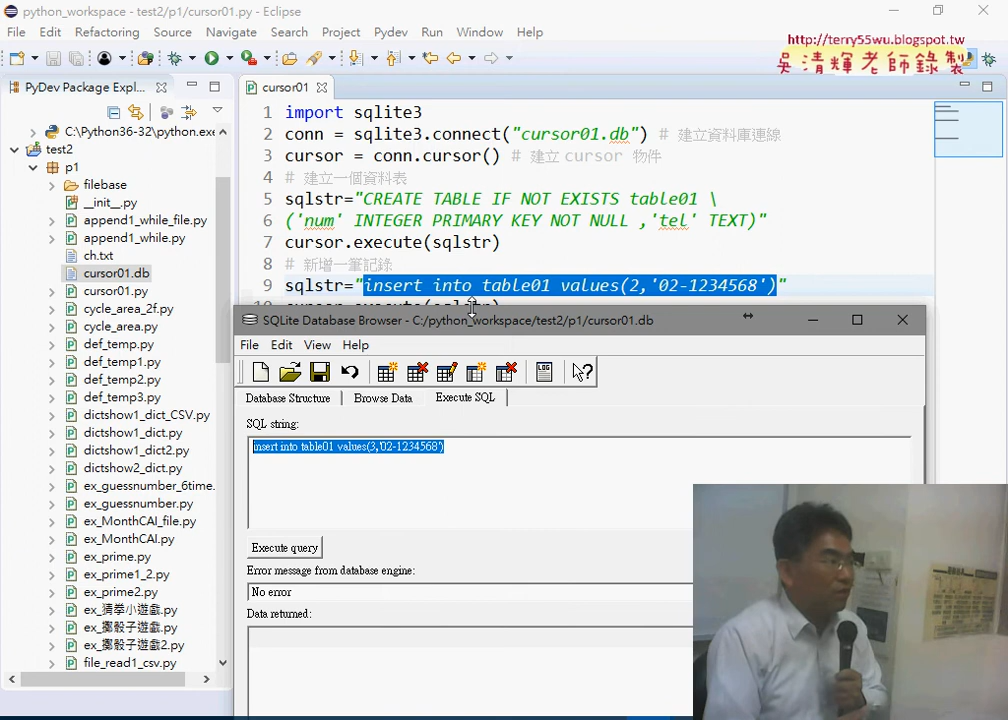 python_workspace - test2/p1/cursor01.py - Eclipse
File Edit Refactoring Source Navigate Search Project Pydev Run Window Help
http://terry55wu.blogspot.tw
吳清輝老師錄製
PyDev Package Expl...
cursor01
C:\Python36-32\python.exe
test2
p1
filebase
__init__.py
append1_while_file.py
append1_while.py
ch.txt
cursor01.db
cursor01.py
cycle_area_2f.py
cycle_area.py
def_temp.py
def_temp1.py
def_temp2.py
def_temp3.py
dictshow1_dict_CSV.py
dictshow1_dict.py
dictshow1_dict2.py
dictshow2_dict.py
ex_guessnumber_6time.
ex_guessnumber.py
ex_MonthCAI_file.py
ex_MonthCAI.py
ex_prime.py
ex_prime1_2.py
ex_prime2.py
ex_猜拳小遊戲.py
ex_擲骰子遊戲.py
ex_擲骰子遊戲2.py
file_read1_csv.py
1 import sqlite3
2 conn = sqlite3.connect("cursor01.db") # 建立資料庫連線
3 cursor = conn.cursor() # 建立 cursor 物件
4 # 建立一個資料表
5 sqlstr="CREATE TABLE IF NOT EXISTS table01 \
6 ('num' INTEGER PRIMARY KEY NOT NULL ,'tel' TEXT)"
7 cursor.execute(sqlstr)
8 # 新增一筆記錄
9 sqlstr="insert into table01 values(2,'02-1234568')"
10 cursor.execute(sqlstr)
SQLite Database Browser - C:/python_workspace/test2/p1/cursor01.db
File Edit View Help
LOG
Database Structure Browse Data Execute SQL
SQL string:
insert into table01 values(3,'02-1234568')
Execute query
Error message from database engine:
No error
Data returned: